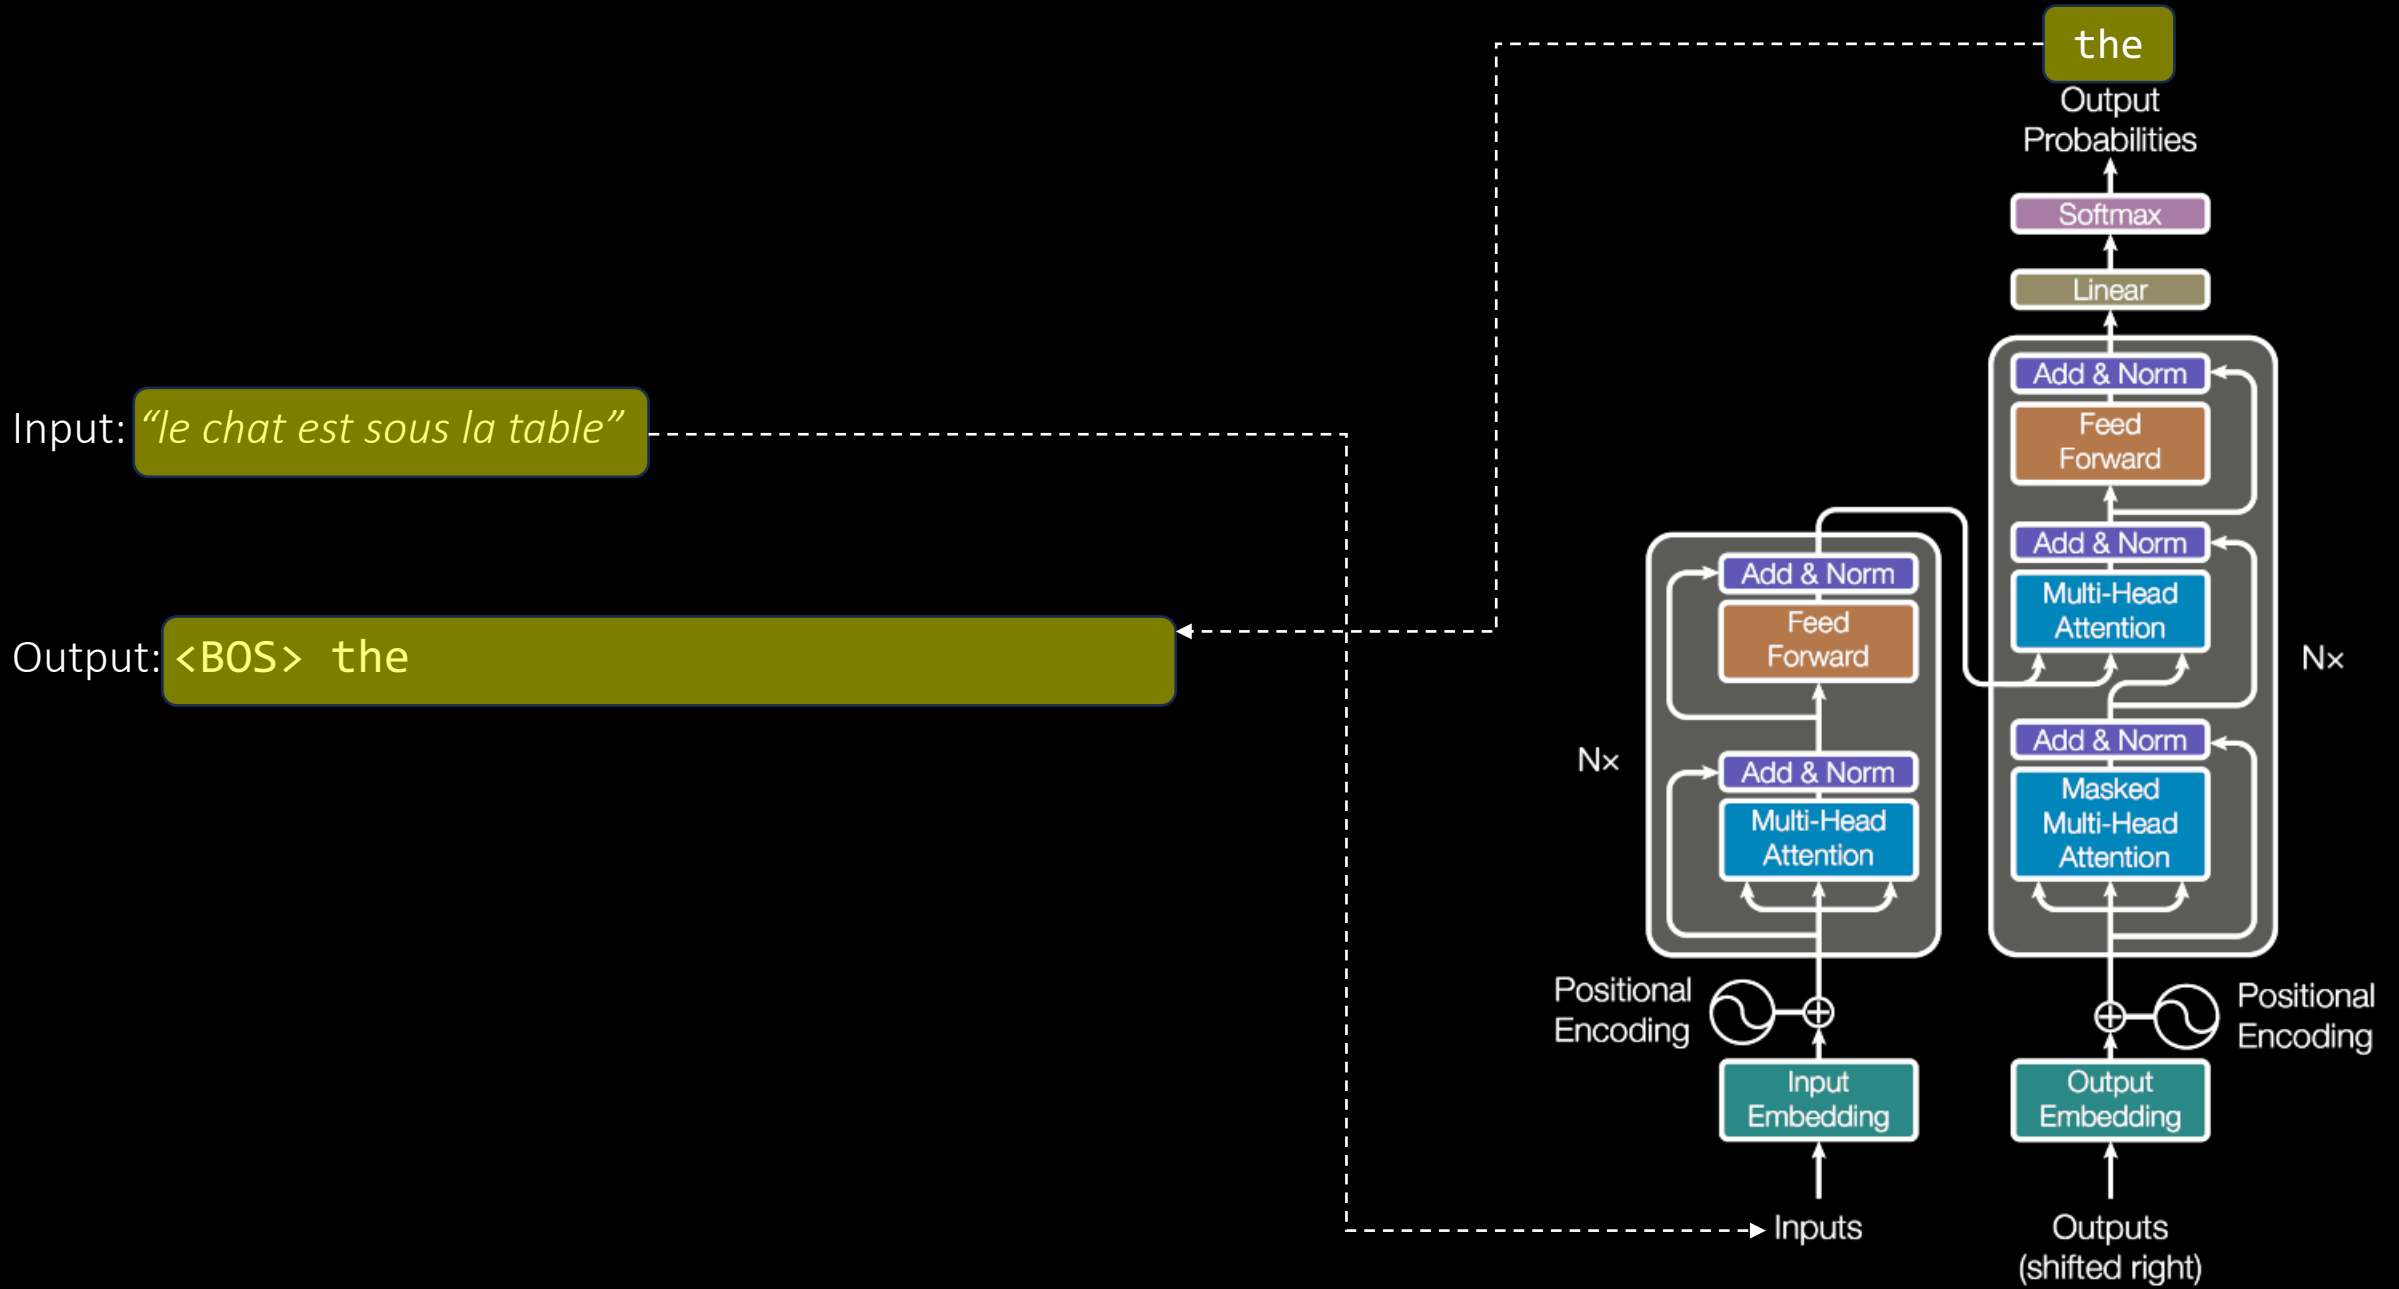 the
Output
Probabilities
Softmax
Linear
Add & Norm
Feed
Forward
Add & Norm
Multi-Head
Attention
Nx
Add & Norm
Masked
Multi-Head
Attention
Positional
Encoding
Output
Embedding
Outputs
(shifted right)
Add & Norm
Feed
Forward
Nx
Add & Norm
Multi-Head
Attention
Positional
Encoding
Input
Embedding
Inputs
Input: “le chat est sous la table”
Output: <BOS> the